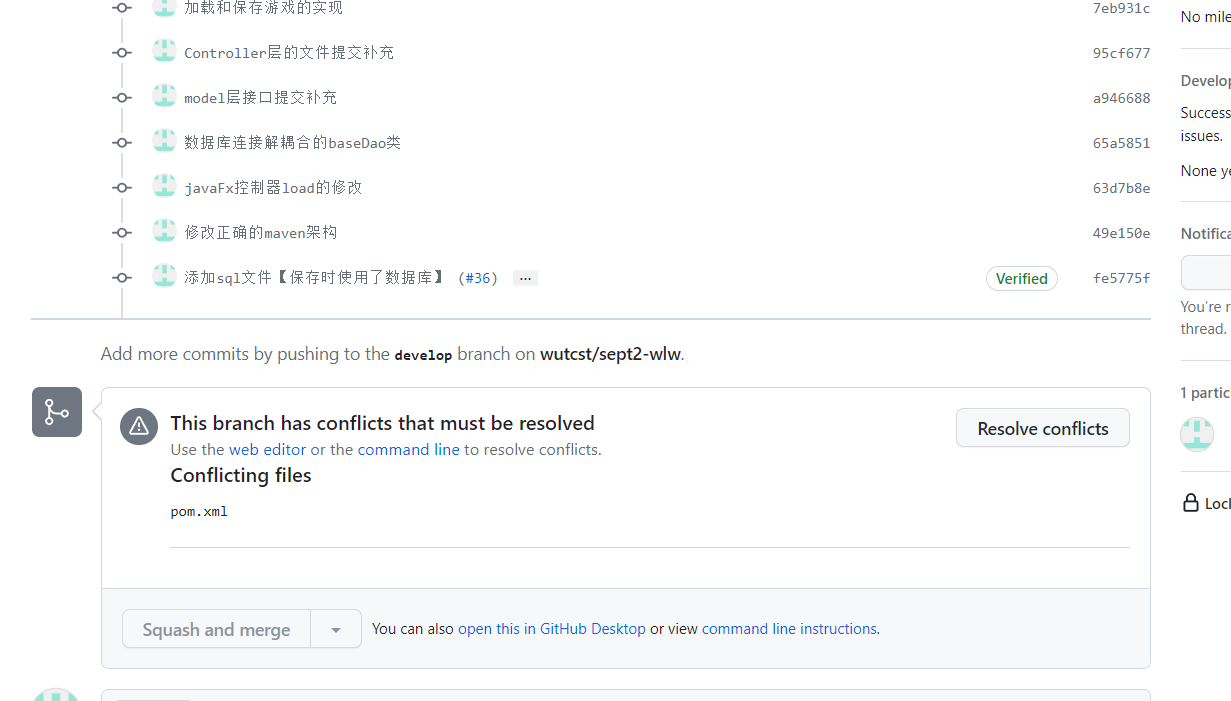 加载和保存游戏的实现 7eb931c
Controller层的文件提交补充 95cf677
model层接口提交补充 a946688
数据库连接解耦合的baseDao类 65a5851
javaFx控制器load的修改 63d7b8e
修改正确的maven架构 49e150e
添加sql文件【保存时使用了数据库】 (#36) … Verified fe5775f
Add more commits by pushing to the develop branch on wutcst/sept2-wlw.
This branch has conflicts that must be resolved
Resolve conflicts
Use the web editor or the command line to resolve conflicts.
Conflicting files
pom.xml
Squash and merge
You can also open this in GitHub Desktop or view command line instructions.
No mile
Develop
Success
issues.
None ye
Notifica
You're r
thread.
1 partic
Lock